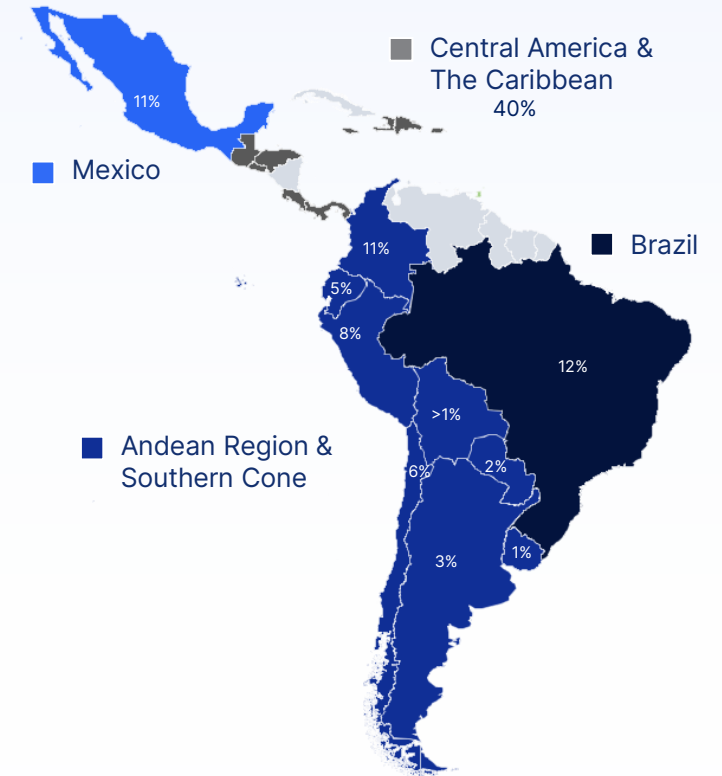 Central America &
The Caribbean
40%
11%
Mexico
Brazil
11%
5%
8%
12%
>1%
Andean Region &
Southern Cone
6%
2%
1%
3%